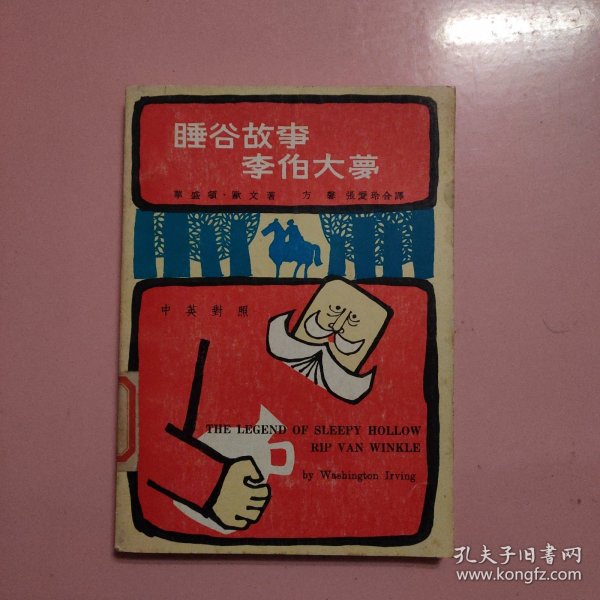 睡谷故事
李伯大夢
華盛頓·歐文著 方馨 張愛玲合譯
中英對照
THE LEGEND OF SLEEPY HOLLOW
RIP VAN WINKLE
by Washington Irving
孔夫子旧书网
www.kongfz.com